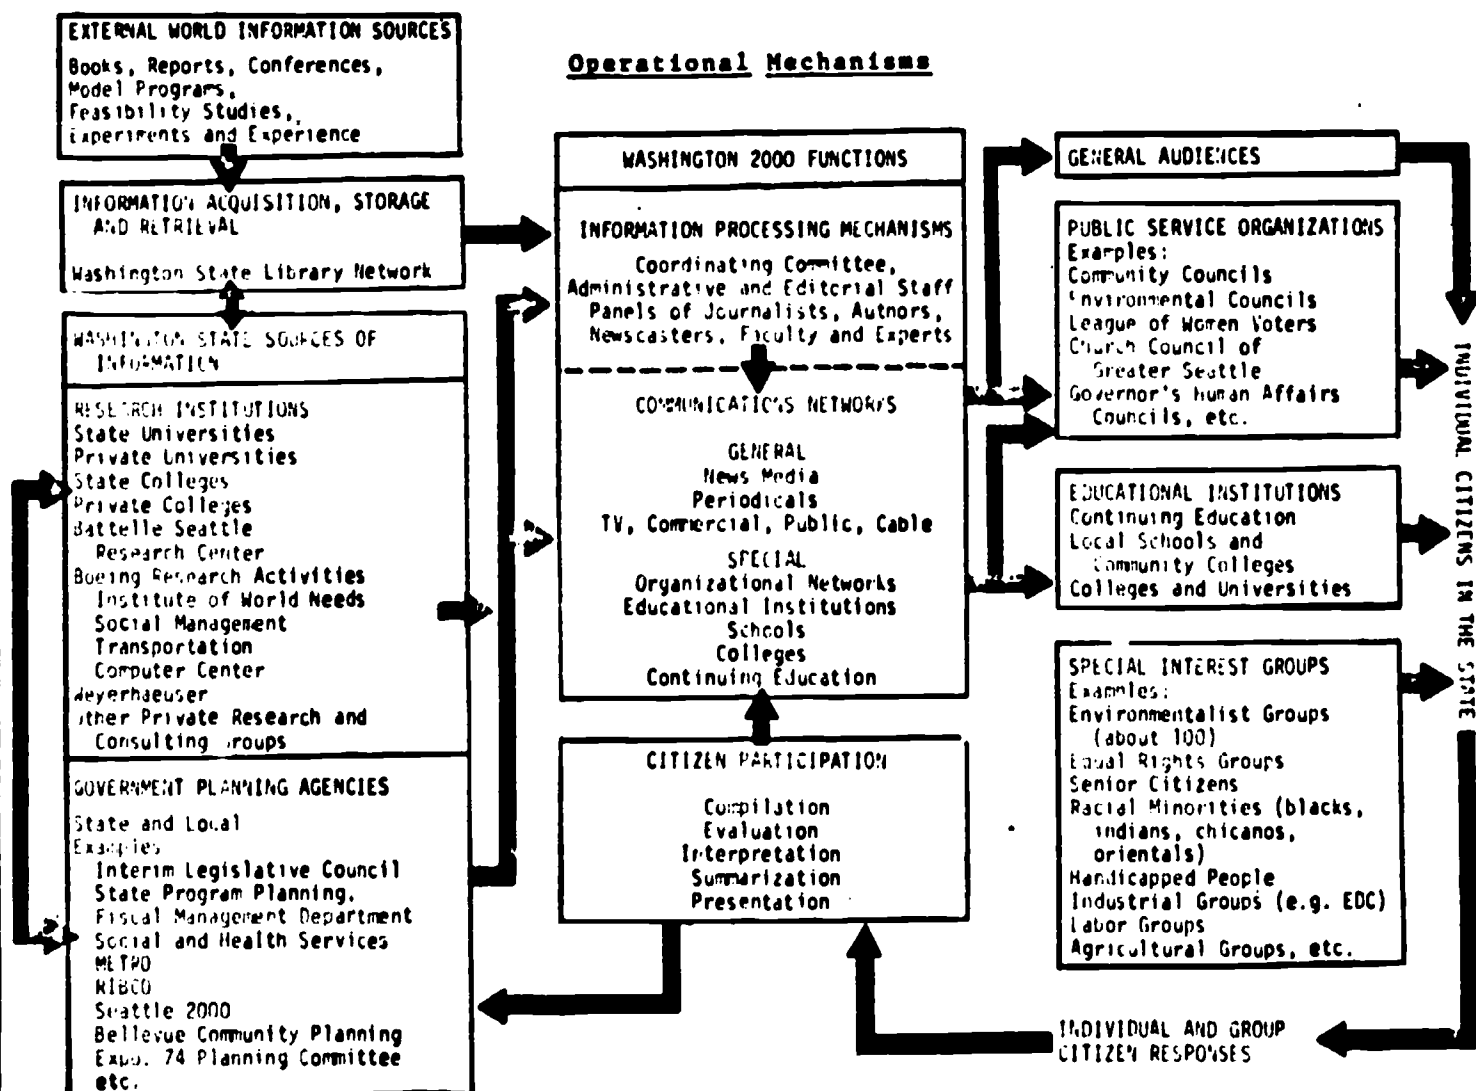 EXTERNAL WORLD INFORMATION SOURCES
Books, Reports, Conferences,
Model Programs,
Feasibility Studies,
Experiments and Experience
INFORMATION ACQUISITION, STORAGE
AND RETRIEVAL
Washington State Library Network
WASHINGTON STATE SOURCES OF
INFORMATION
RESEARCH INSTITUTIONS
State Universities
Private Universities
State Colleges
Private Colleges
Battelle Seattle
Research Center
Boeing Research Activities
Institute of World Needs
Social Management
Transportation
Computer Center
Weyerhaeuser
Other Private Research and
Consulting Groups
GOVERNMENT PLANNING AGENCIES
State and Local
Examples
Interim Legislative Council
State Program Planning,
Fiscal Management Department
Social and Health Services
METRO
RIBCO
Seattle 2000
Bellevue Community Planning
Expo. 74 Planning Committee
etc.
Operational Mechanisms
WASHINGTON 2000 FUNCTIONS
INFORMATION PROCESSING MECHANISMS
Coordinating Committee,
Administrative and Editorial Staff
Panels of Journalists, Authors,
Newscasters, Faculty and Experts
COMMUNICATIONS NETWORKS
GENERAL
News Media
Periodicals
TV, Commercial, Public, Cable
SPECIAL
Organizational Networks
Educational Institutions
Schools
Colleges
Continuing Education
CITIZEN PARTICIPATION
Compilation
Evaluation
Interpretation
Summarization
Presentation
GENERAL AUDIENCES
PUBLIC SERVICE ORGANIZATIONS
Examples:
Community Councils
Environmental Councils
League of Women Voters
Church Council of
Greater Seattle
Governor's Human Affairs
Councils, etc.
EDUCATIONAL INSTITUTIONS
Continuing Education
Local Schools and
Community Colleges
Colleges and Universities
SPECIAL INTEREST GROUPS
Examples:
Environmentalist Groups
(about 100)
Equal Rights Groups
Senior Citizens
Racial Minorities (blacks,
indians, chicanos,
orientals)
Handicapped People
Industrial Groups (e.g. EDC)
Labor Groups
Agricultural Groups, etc.
INDIVIDUAL AND GROUP
CITIZEN RESPONSES
INDIVIDUAL CITIZENS IN THE STATE